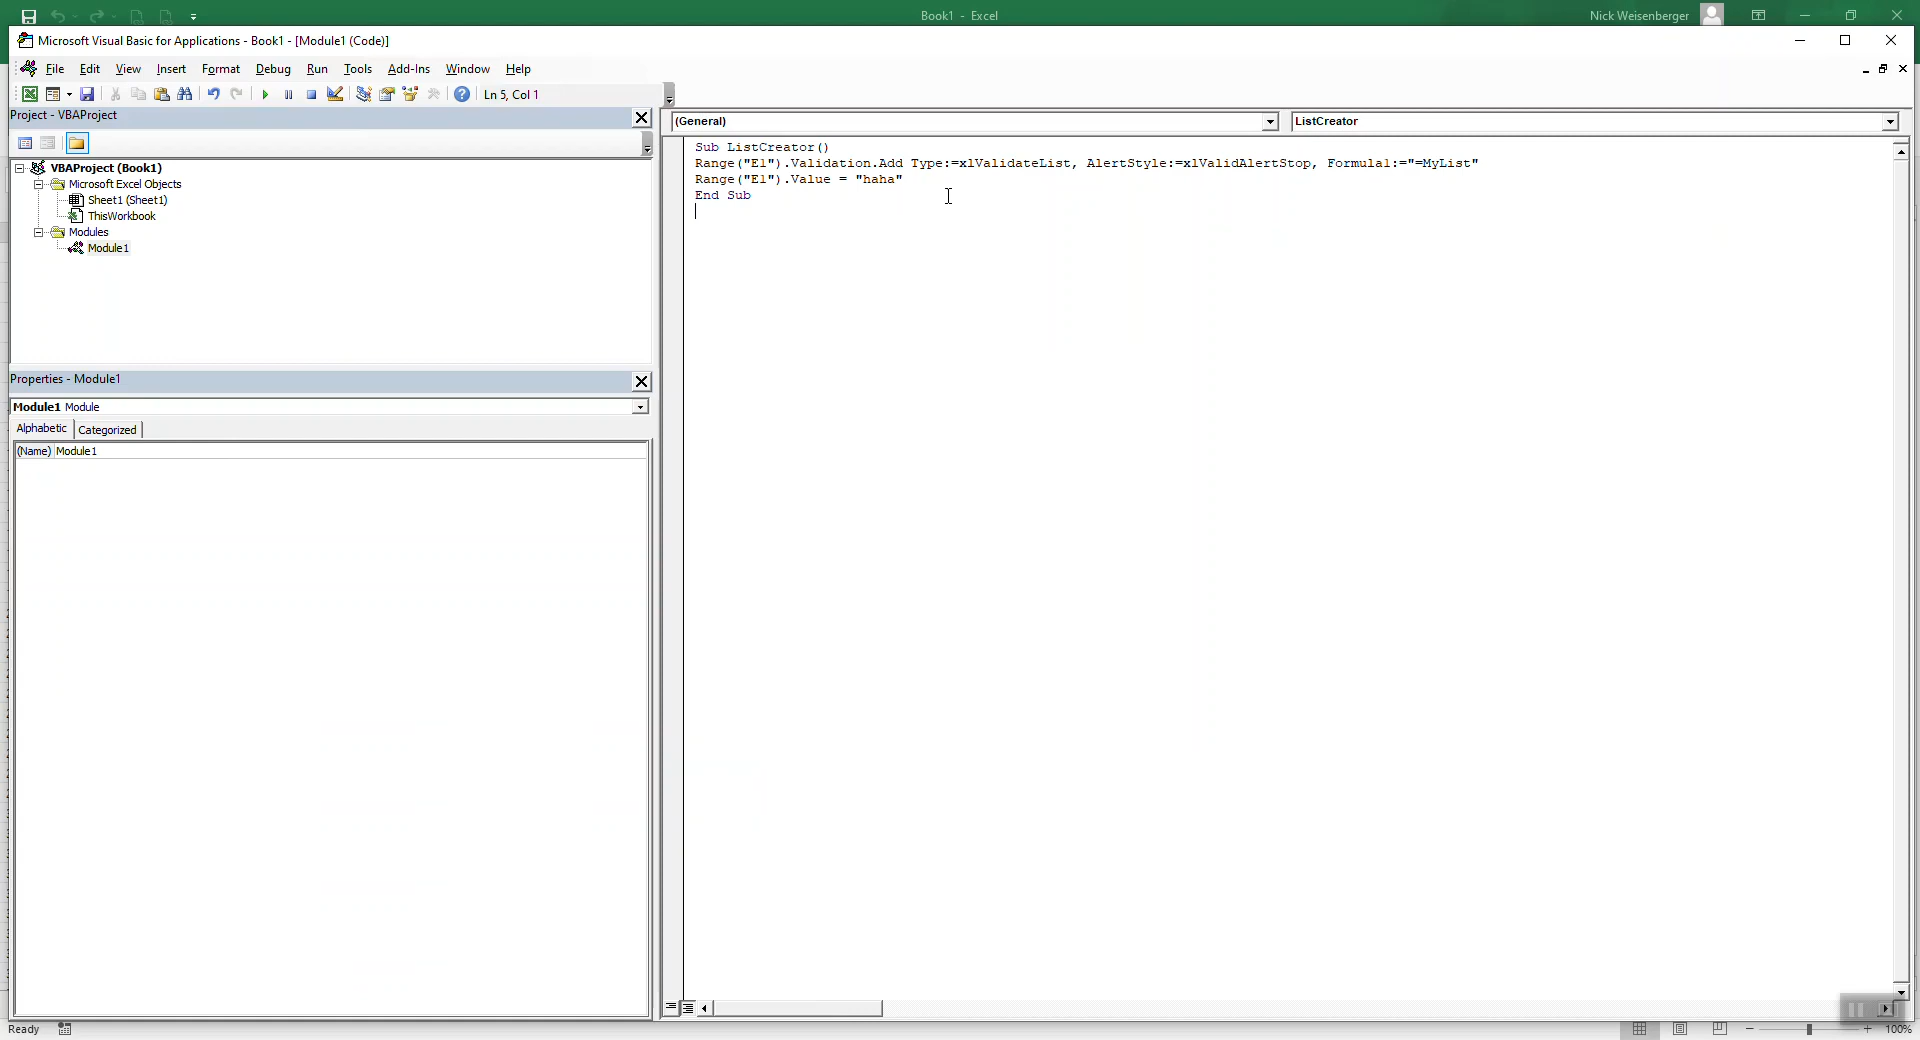 Book1 - Excel
Nick Weisenberger
Microsoft Visual Basic for Applications - Book1 - [Module1 (Code)]
File Edit View Insert Format Debug Run Tools Add-Ins Window Help
Ln 5, Col 1
Project - VBAProject
VBAProject (Book1)
Microsoft Excel Objects
Sheet1 (Sheet1)
ThisWorkbook
Modules
Module1
Properties - Module1
Module1 Module
Alphabetic Categorized
(Name) Module1
(General) ListCreator
Sub ListCreator()
Range("E1").Validation.Add Type:=xlValidateList, AlertStyle:=xlValidAlertStop, Formula1:="=MyList"
Range("E1").Value = "haha"
End Sub
Ready
100%